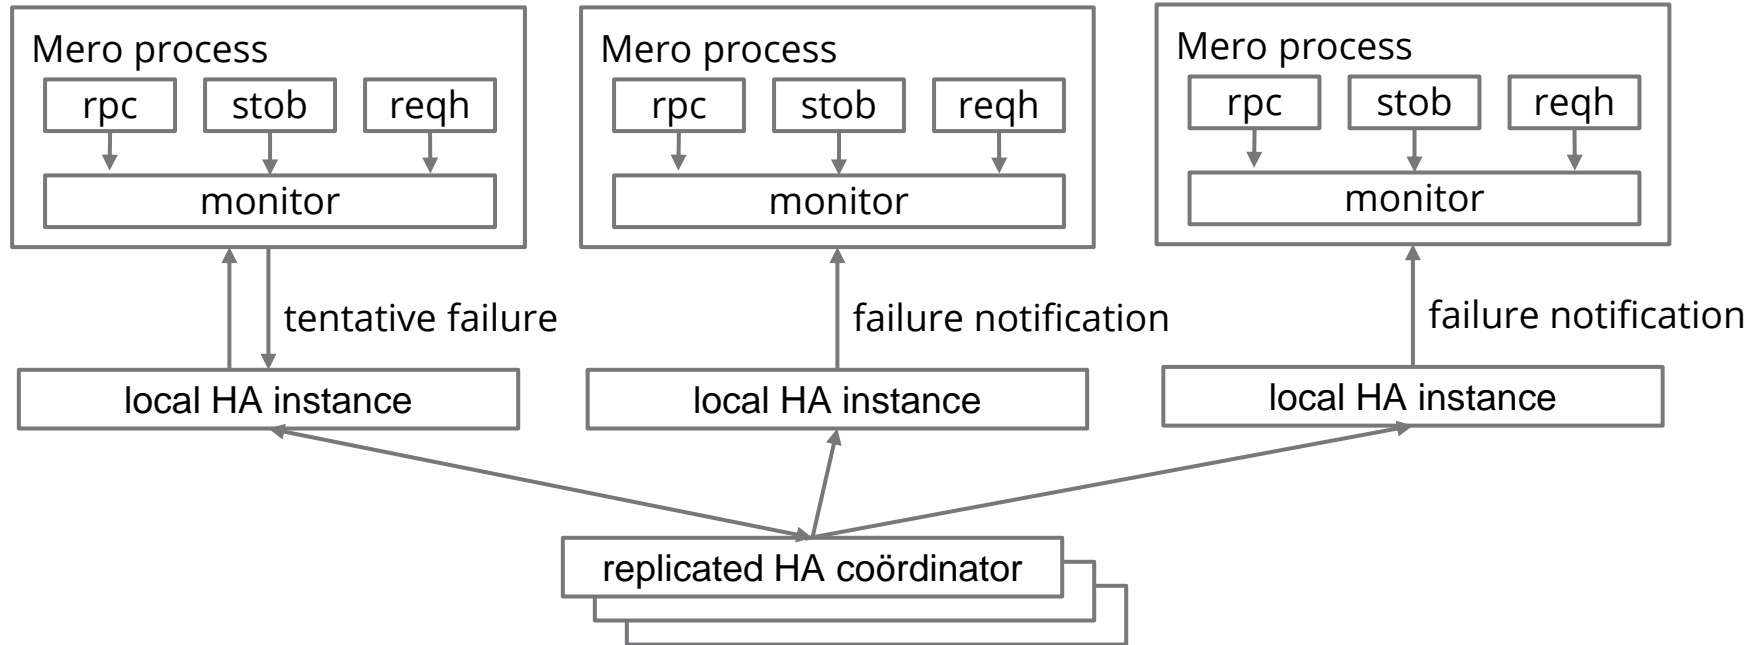 Mero process
rpc stob reqh
monitor
Mero process
rpc stob reqh
monitor
Mero process
rpc stob reqh
monitor
tentative failure
failure notification
failure notification
local HA instance
local HA instance
local HA instance
replicated HA coördinator